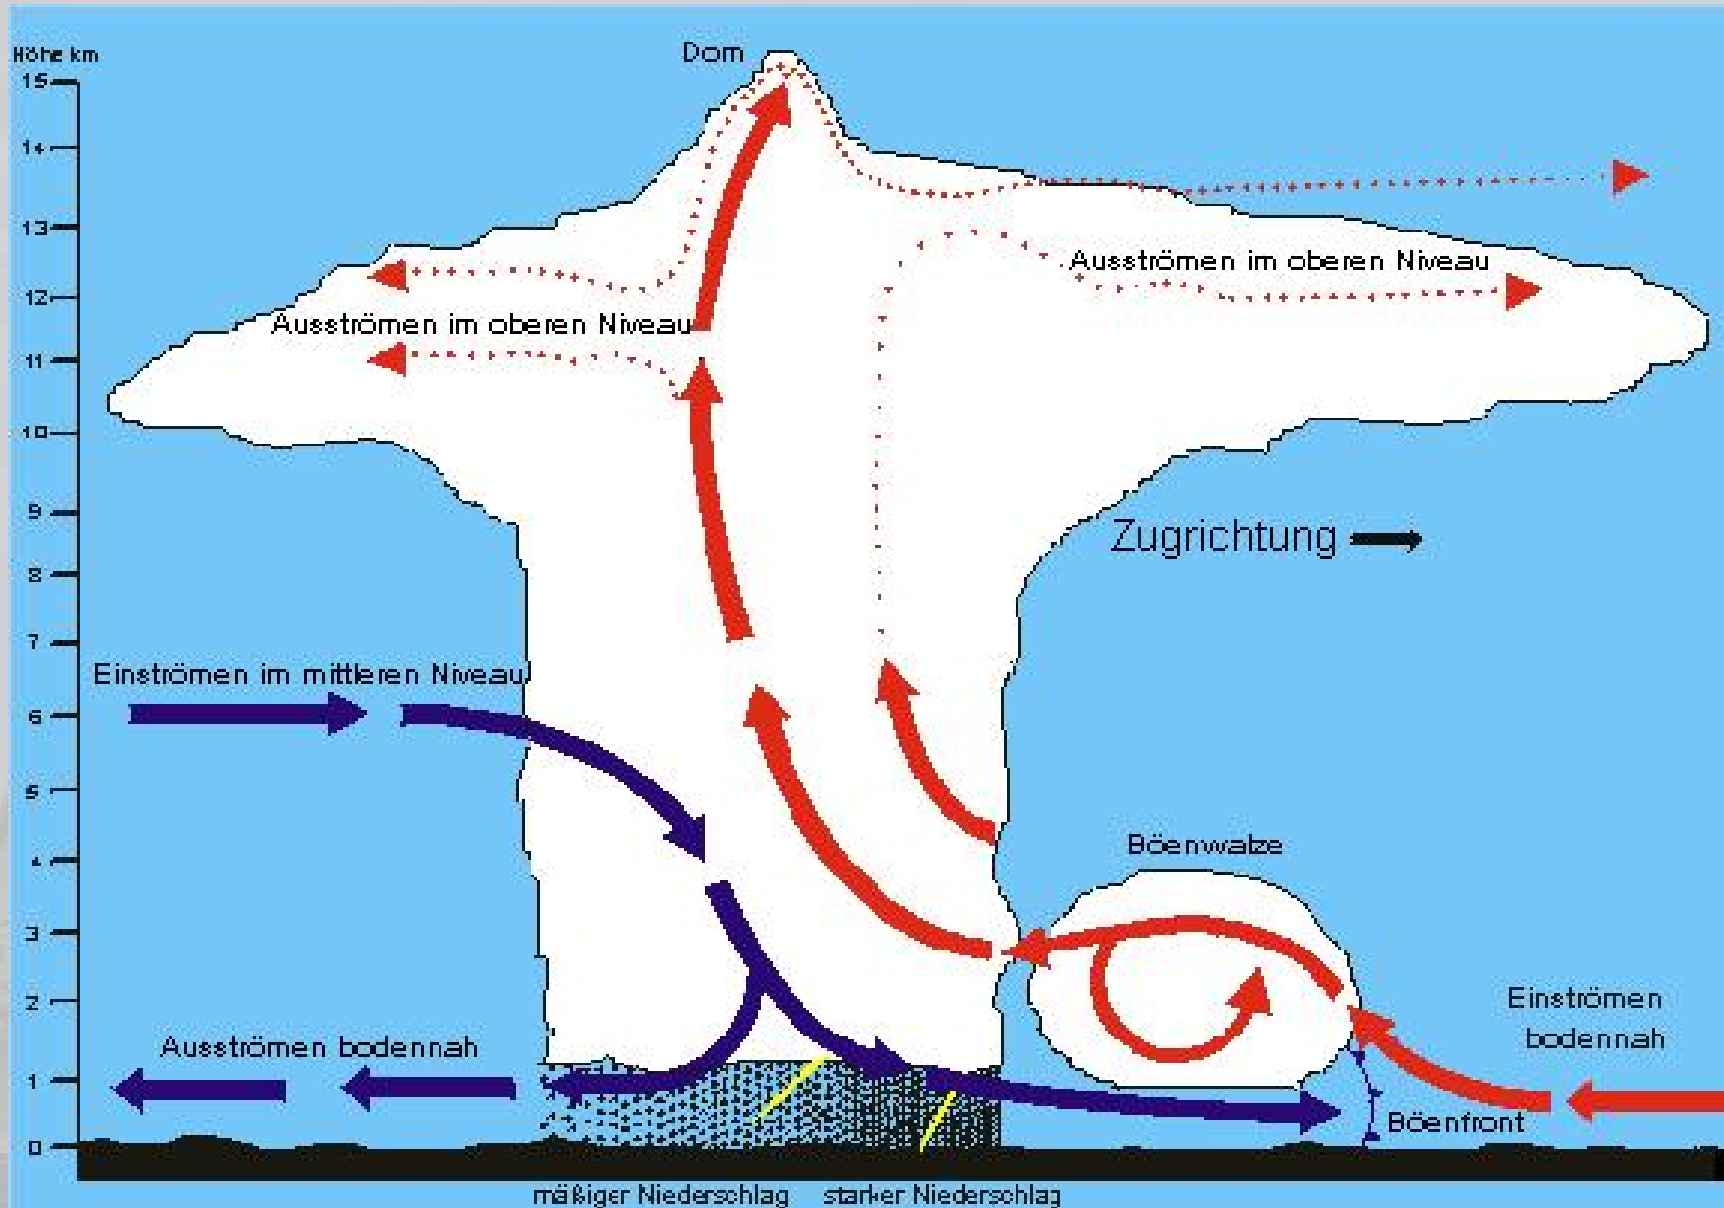 Höhe km
Dom
15
14
13
12
11
10
9
8
7
6
5
4
3
2
1
0
Ausströmen im oberen Niveau
Ausströmen im oberen Niveau
Zugrichtung
Einströmen im mittleren Niveau
Böenwalze
Einströmen
bodennah
Ausströmen bodennah
Böenfront
mäßiger Niederschlag
starker Niederschlag